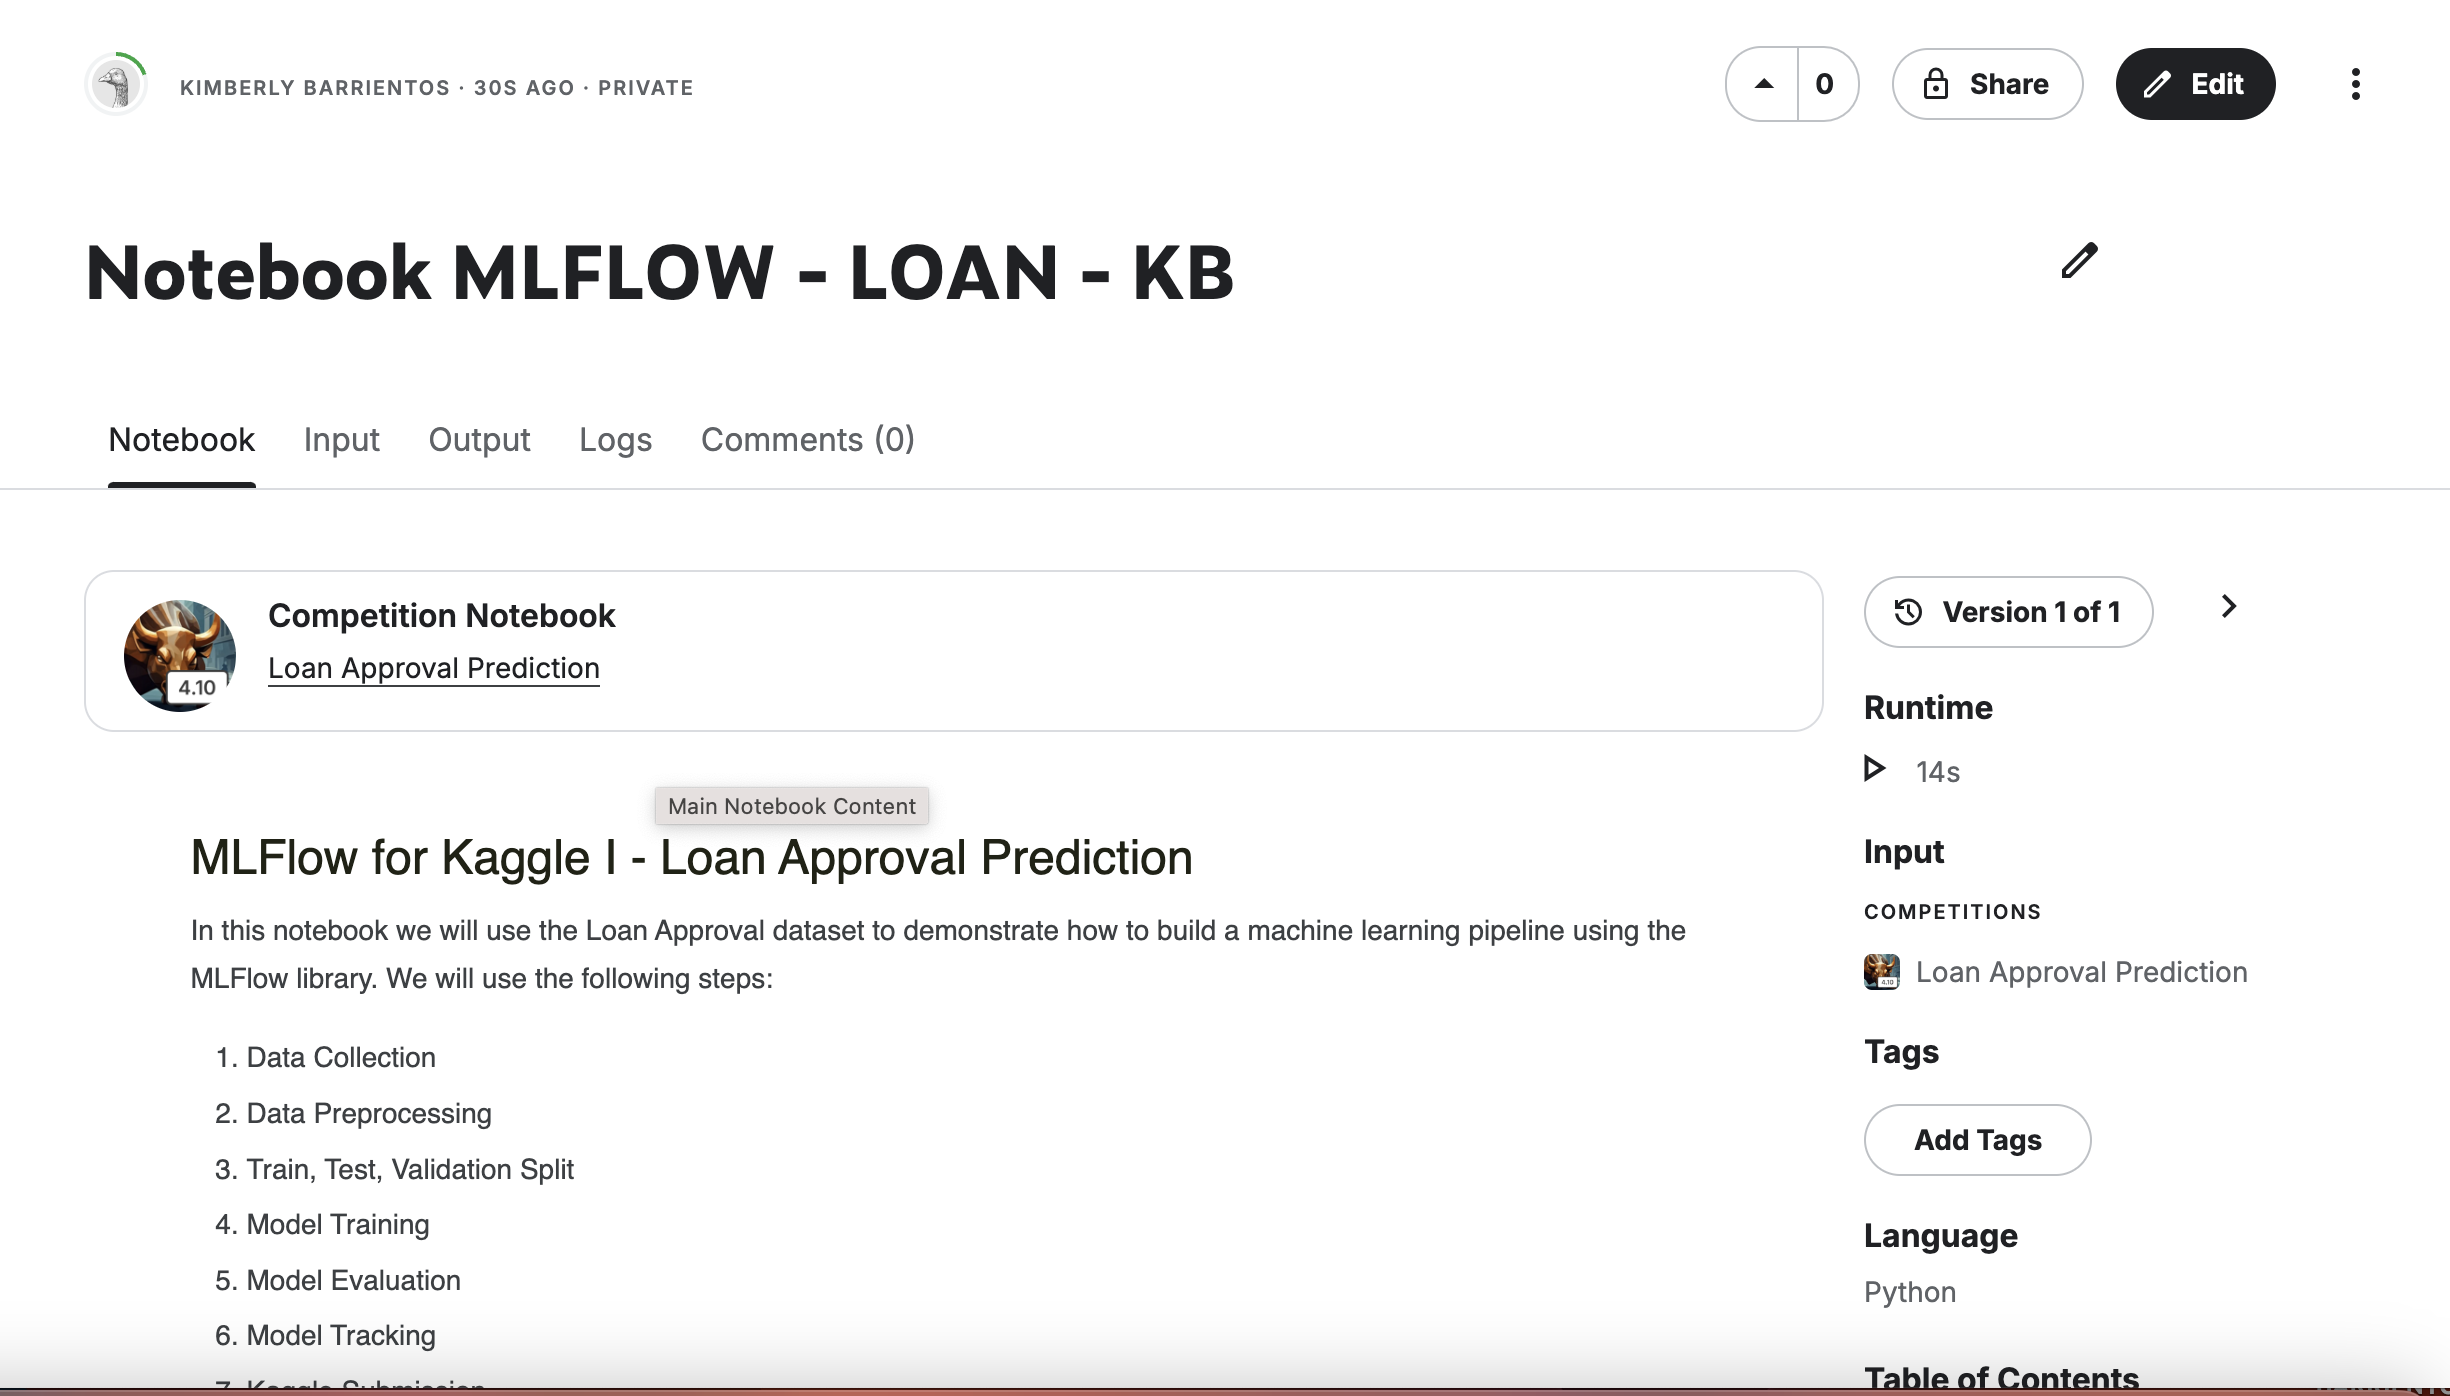 KIMBERLY BARRIENTOS · 30S AGO · PRIVATE
0
Share
Edit
Notebook MLFLOW - LOAN - KB
Notebook
Input
Output
Logs
Comments (0)
Competition Notebook
Loan Approval Prediction
4.10
Version 1 of 1
Runtime
14s
Main Notebook Content
MLFlow for Kaggle I - Loan Approval Prediction
In this notebook we will use the Loan Approval dataset to demonstrate how to build a machine learning pipeline using the
MLFlow library. We will use the following steps:
1. Data Collection
2. Data Preprocessing
3. Train, Test, Validation Split
4. Model Training
5. Model Evaluation
6. Model Tracking
7. Kaggle Submission
Input
COMPETITIONS
4.10
Loan Approval Prediction
Tags
Add Tags
Language
Python
Table of Contents